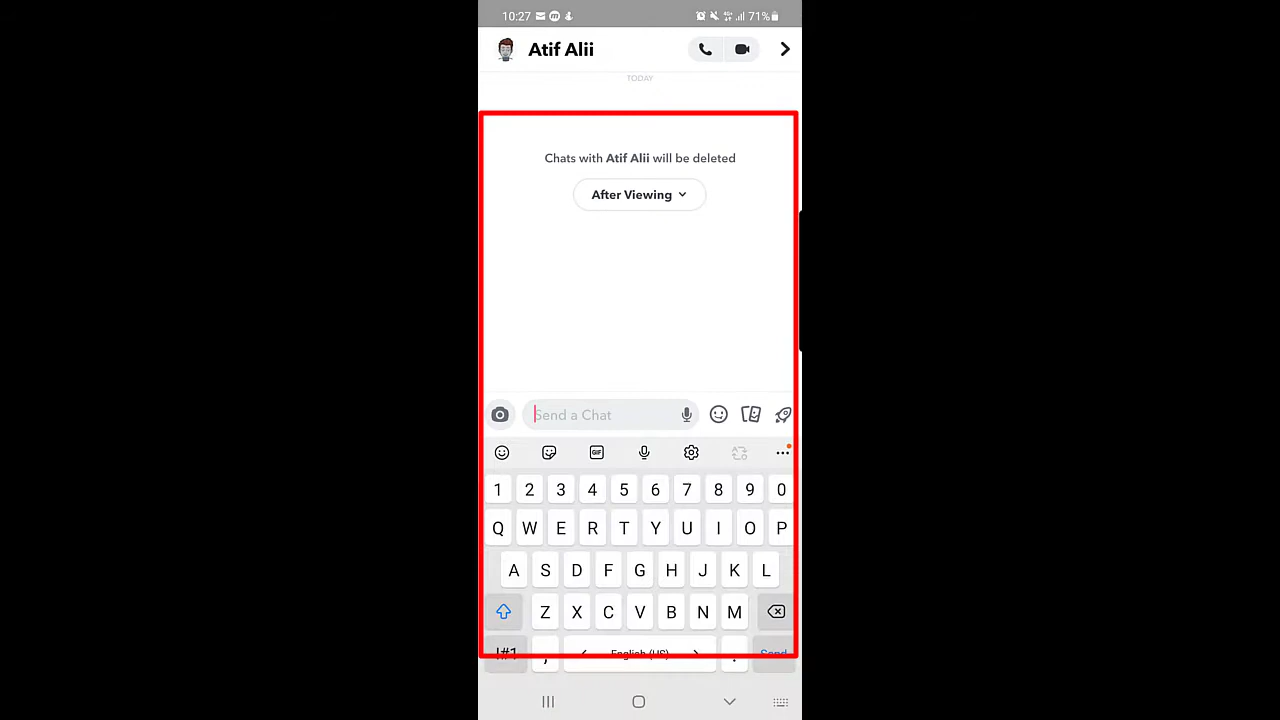 10:27 71%
Atif Alii
TODAY
Chats with Atif Alii will be deleted
After Viewing
Send a Chat
GIF
1 2 3 4 5 6 7 8 9 0
Q W E R T Y U I O P
A S D F G H J K L
Z X C V B N M
!#1 , English (US) . Send